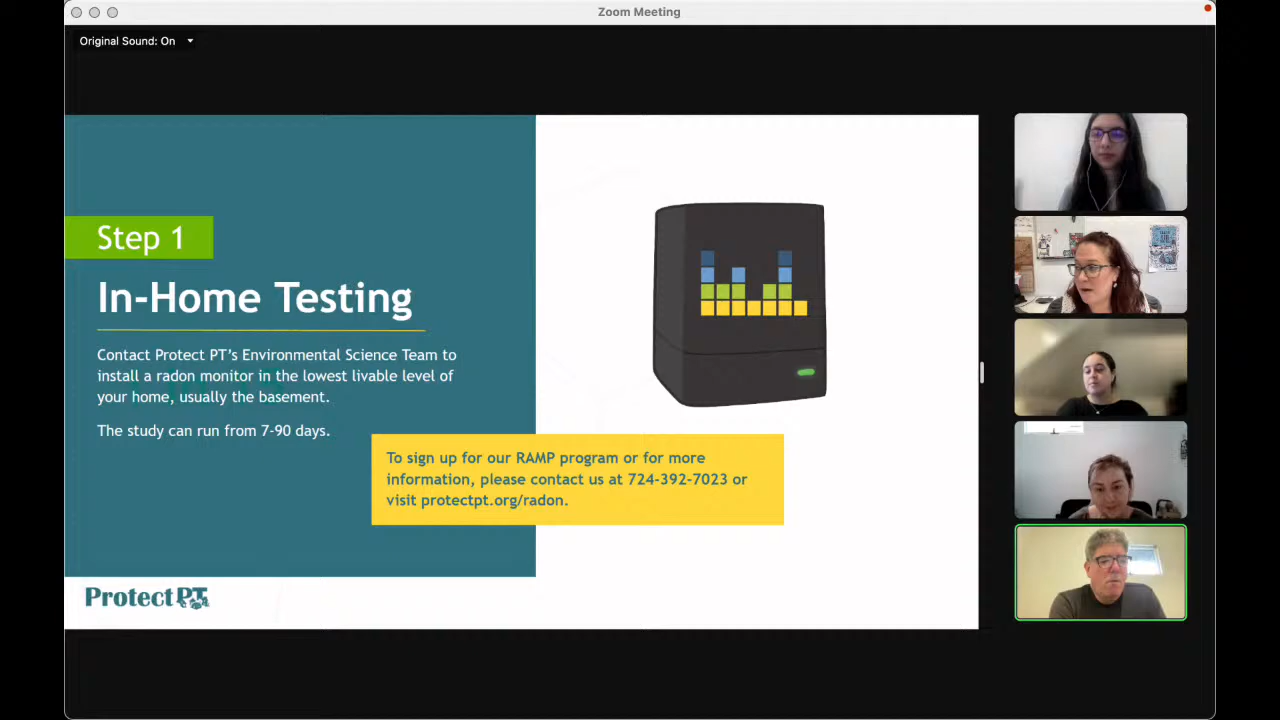 Zoom Meeting
Original Sound: On
Step 1
In-Home Testing
Contact Protect PT's Environmental Science Team to
install a radon monitor in the lowest livable level of
your home, usually the basement.
The study can run from 7-90 days.
To sign up for our RAMP program or for more
information, please contact us at 724-392-7023 or
visit protectpt.org/radon.
Protect PT